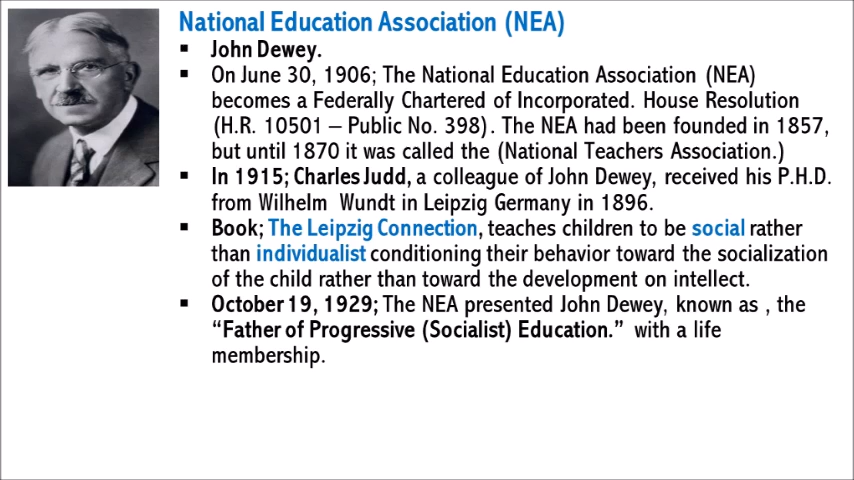 National Education Association (NEA)
▪ John Dewey.
▪ On June 30, 1906; The National Education Association (NEA)
becomes a Federally Chartered of Incorporated. House Resolution
(H.R. 10501 – Public No. 398). The NEA had been founded in 1857,
but until 1870 it was called the (National Teachers Association.)
▪ In 1915; Charles Judd, a colleague of John Dewey, received his P.H.D.
from Wilhelm Wundt in Leipzig Germany in 1896.
▪ Book; The Leipzig Connection, teaches children to be social rather
than individualist conditioning their behavior toward the socialization
of the child rather than toward the development on intellect.
▪ October 19, 1929; The NEA presented John Dewey, known as , the
“Father of Progressive (Socialist) Education.” with a life
membership.